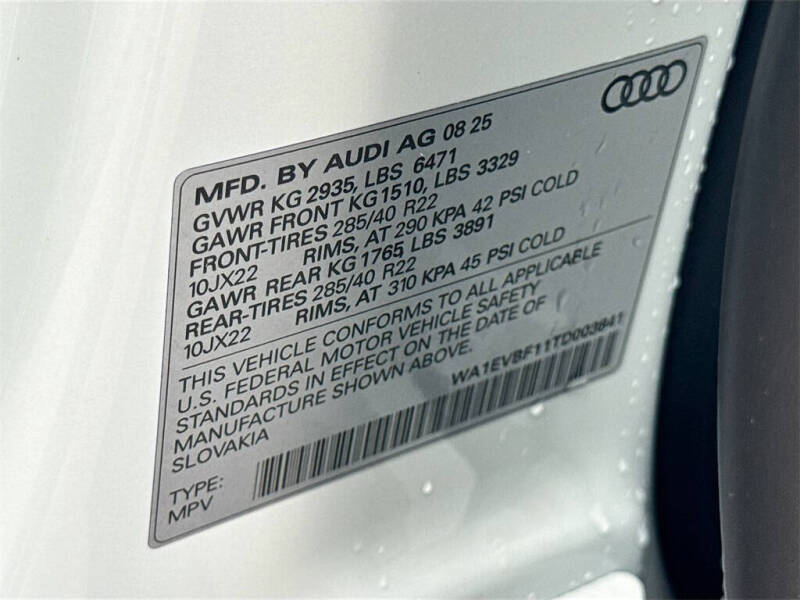 MFD. BY AUDI AG 08 25
GVWR KG 2935, LBS 6471
GAWR FRONT KG1510, LBS 3329
FRONT-TIRES 285/40 R22
10JX22 RIMS, AT 290 KPA 42 PSI COLD
GAWR REAR KG 1765, LBS 3891
REAR-TIRES 285/40 R22
10JX22 RIMS, AT 310 KPA 45 PSI COLD
THIS VEHICLE CONFORMS TO ALL APPLICABLE
U.S. FEDERAL MOTOR VEHICLE SAFETY
STANDARDS IN EFFECT ON THE DATE OF
MANUFACTURE SHOWN ABOVE.
SLOVAKIA
WA1EVBF11TD003841
TYPE:
MPV